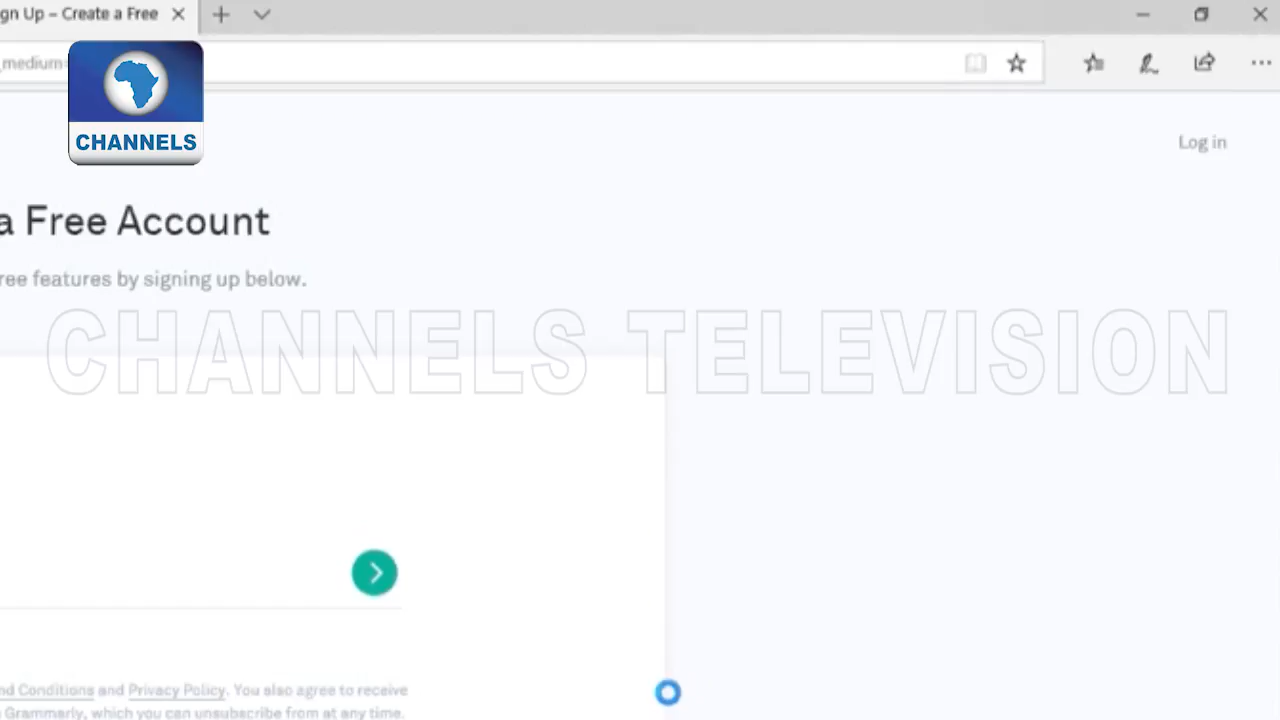 gn Up – Create a Free
_medium=
CHANNELS
Log in
a Free Account
ree features by signing up below.
CHANNELS TELEVISION
nd Conditions and Privacy Policy. You also agree to receive
Grammarly, which you can unsubscribe from at any time.